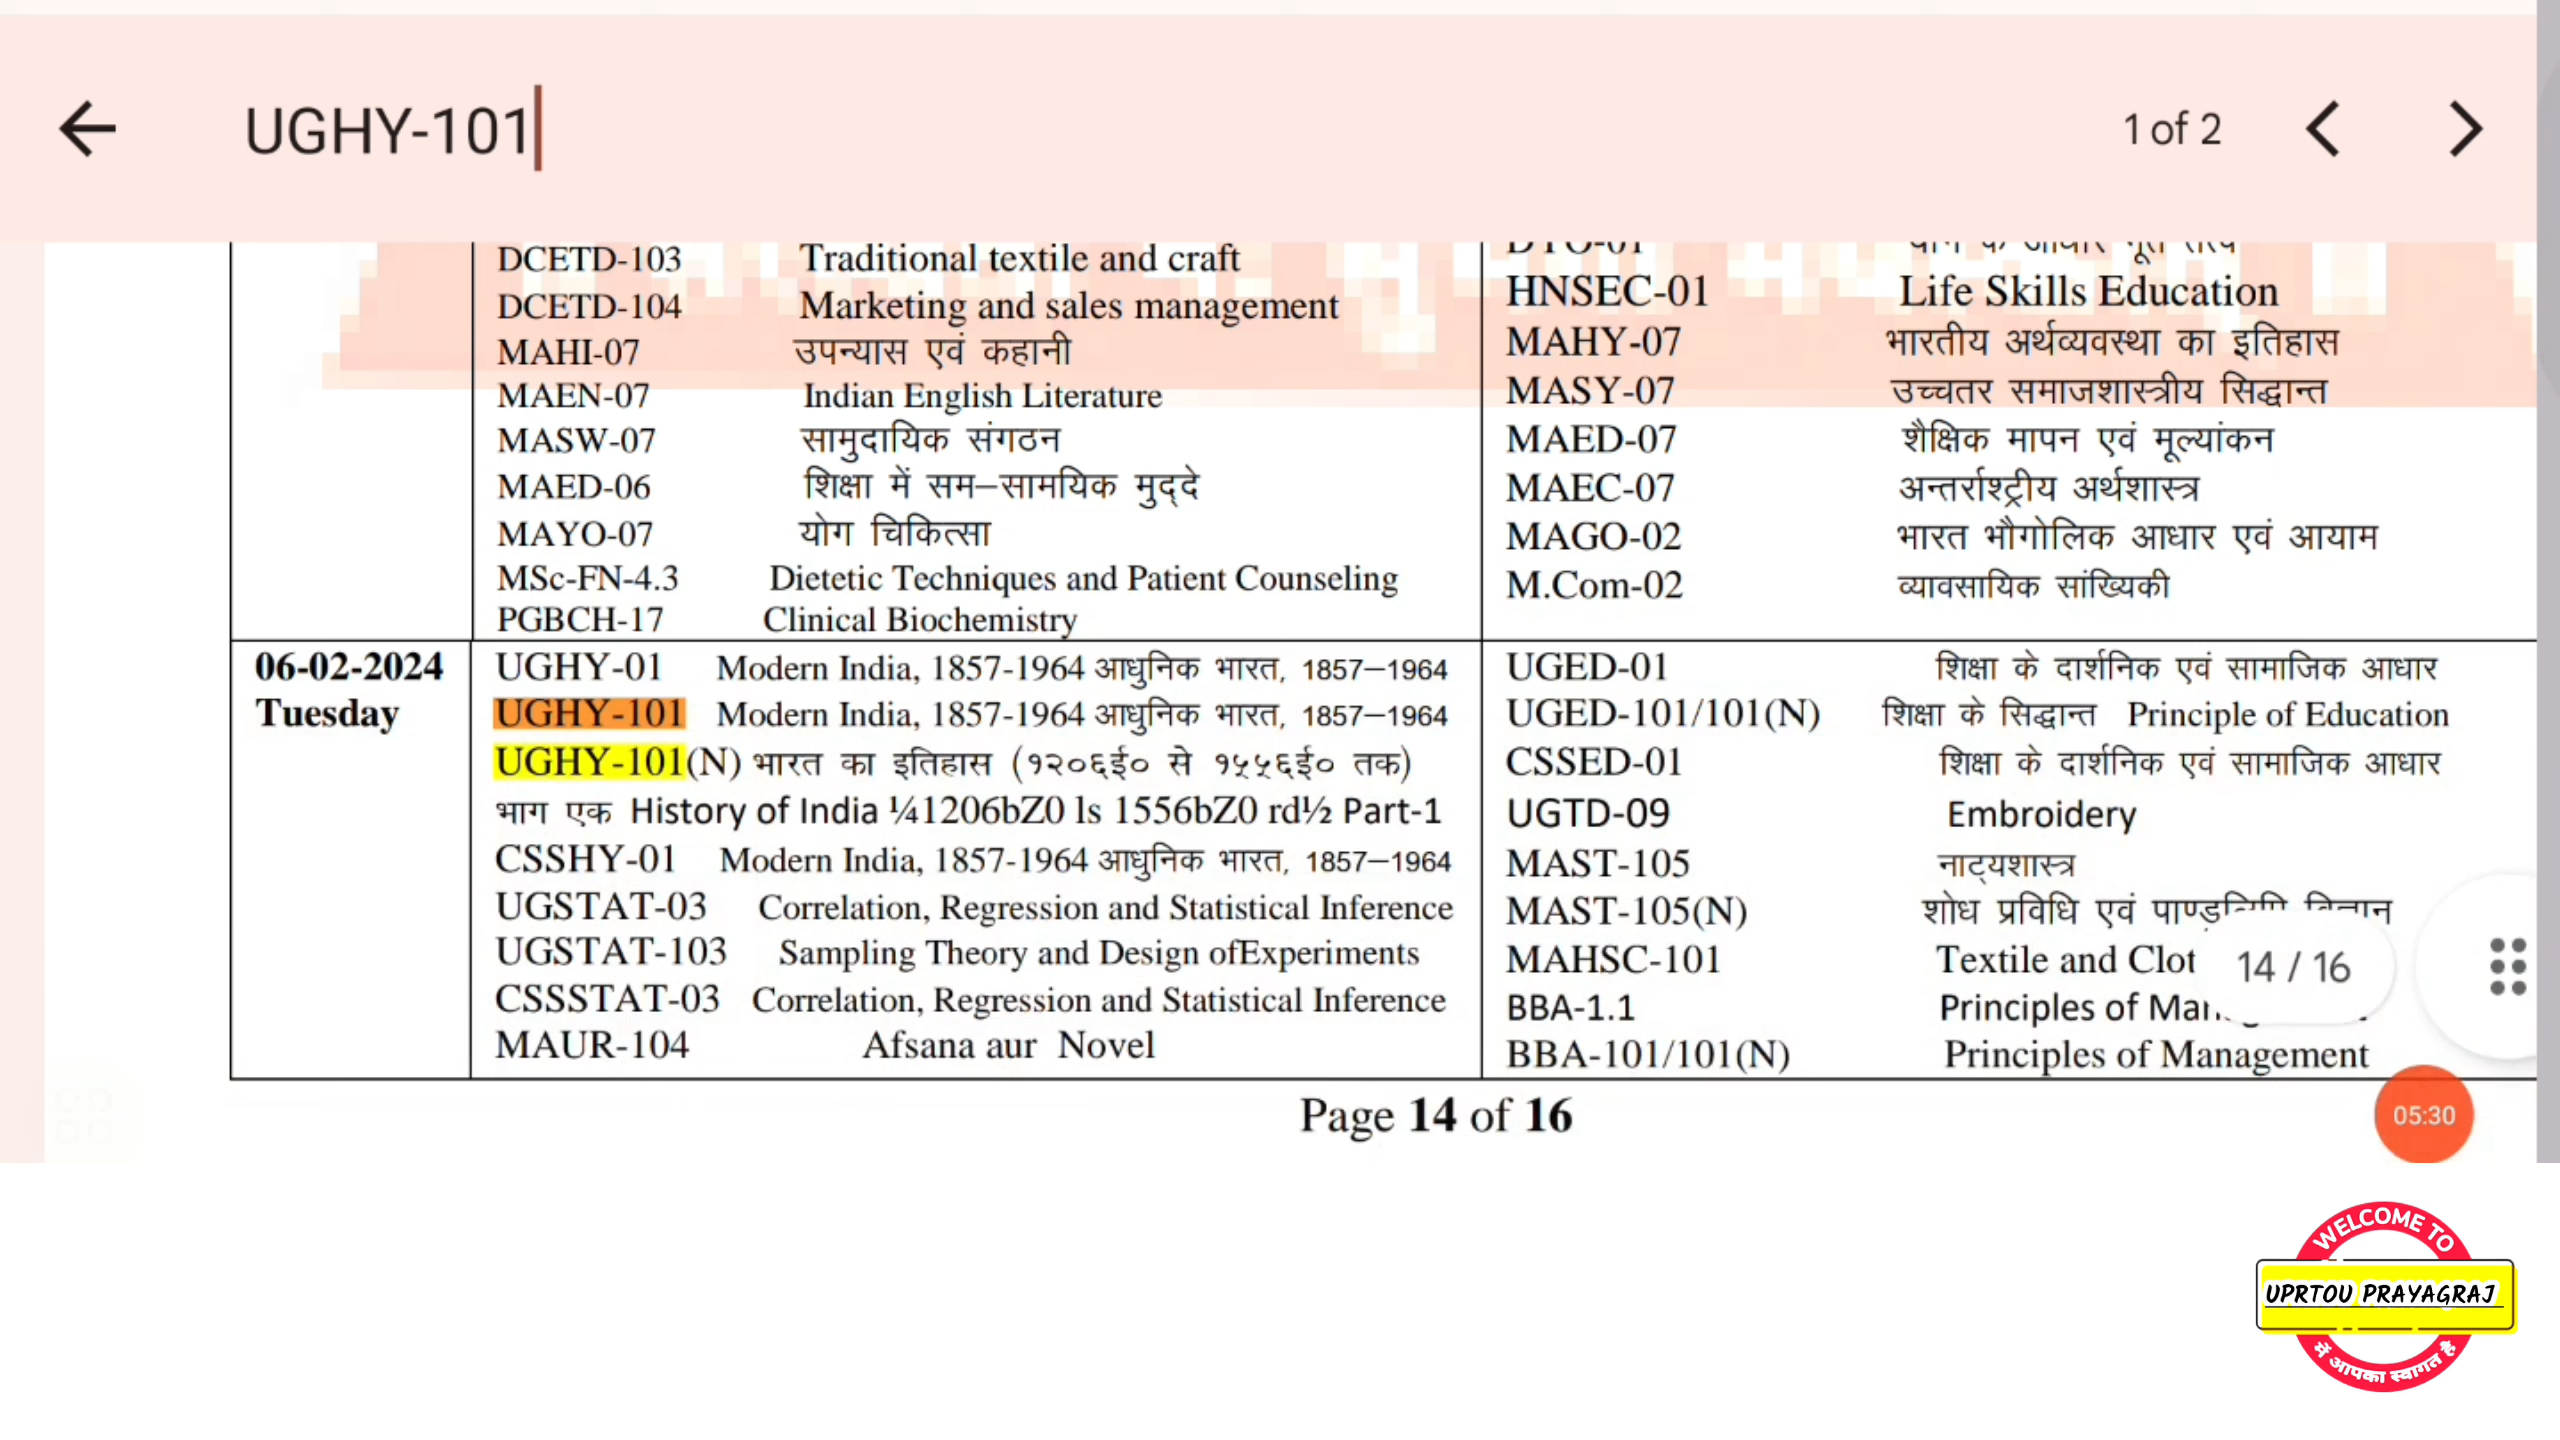 UGHY-101
1 of 2
DCETD-103 Traditional textile and craft
DCETD-104 Marketing and sales management
MAHI-07 उपन्यास एवं कहानी
MAEN-07 Indian English Literature
MASW-07 सामुदायिक संगठन
MAED-06 शिक्षा में सम–सामयिक मुद्दे
MAYO-07 योग चिकित्सा
MSc-FN-4.3 Dietetic Techniques and Patient Counseling
PGBCH-17 Clinical Biochemistry
HNSEC-01 Life Skills Education
MAHY-07 भारतीय अर्थव्यवस्था का इतिहास
MASY-07 उच्चतर समाजशास्त्रीय सिद्धान्त
MAED-07 शैक्षिक मापन एवं मूल्यांकन
MAEC-07 अन्तर्राश्ट्रीय अर्थशास्त्र
MAGO-02 भारत भौगोलिक आधार एवं आयाम
M.Com-02 व्यावसायिक सांख्यिकी
06-02-2024
Tuesday
UGHY-01 Modern India, 1857-1964 आधुनिक भारत, 1857–1964
UGHY-101 Modern India, 1857-1964 आधुनिक भारत, 1857–1964
UGHY-101(N) भारत का इतिहास (१२०६ई० से १५५६ई० तक)
भाग एक History of India ¼1206bZ0 ls 1556bZ0 rd½ Part-1
CSSHY-01 Modern India, 1857-1964 आधुनिक भारत, 1857–1964
UGSTAT-03 Correlation, Regression and Statistical Inference
UGSTAT-103 Sampling Theory and Design ofExperiments
CSSSTAT-03 Correlation, Regression and Statistical Inference
MAUR-104 Afsana aur Novel
UGED-01 शिक्षा के दार्शनिक एवं सामाजिक आधार
UGED-101/101(N) शिक्षा के सिद्धान्त Principle of Education
CSSED-01 शिक्षा के दार्शनिक एवं सामाजिक आधार
UGTD-09 Embroidery
MAST-105 नाट्यशास्त्र
MAST-105(N) शोध प्रविधि एवं
MAHSC-101 Textile and Clot
BBA-1.1 Principles of
BBA-101/101(N) Principles of Management
14 / 16
Page 14 of 16
05:30
WELCOME TO
UPRTOU PRAYAGRAJ
में आपका स्वागत है